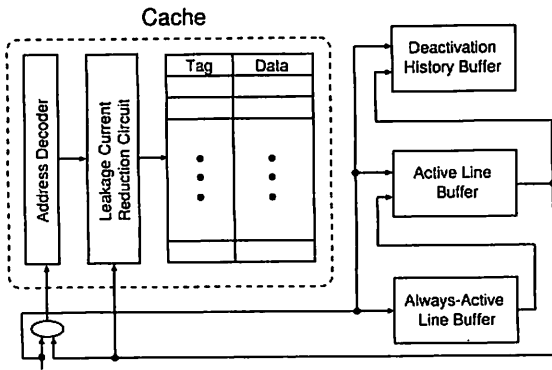 Cache
Address Decoder
Leakage Current
Reduction Circuit
Tag
Data
Deactivation
History Buffer
Active Line
Buffer
Always-Active
Line Buffer